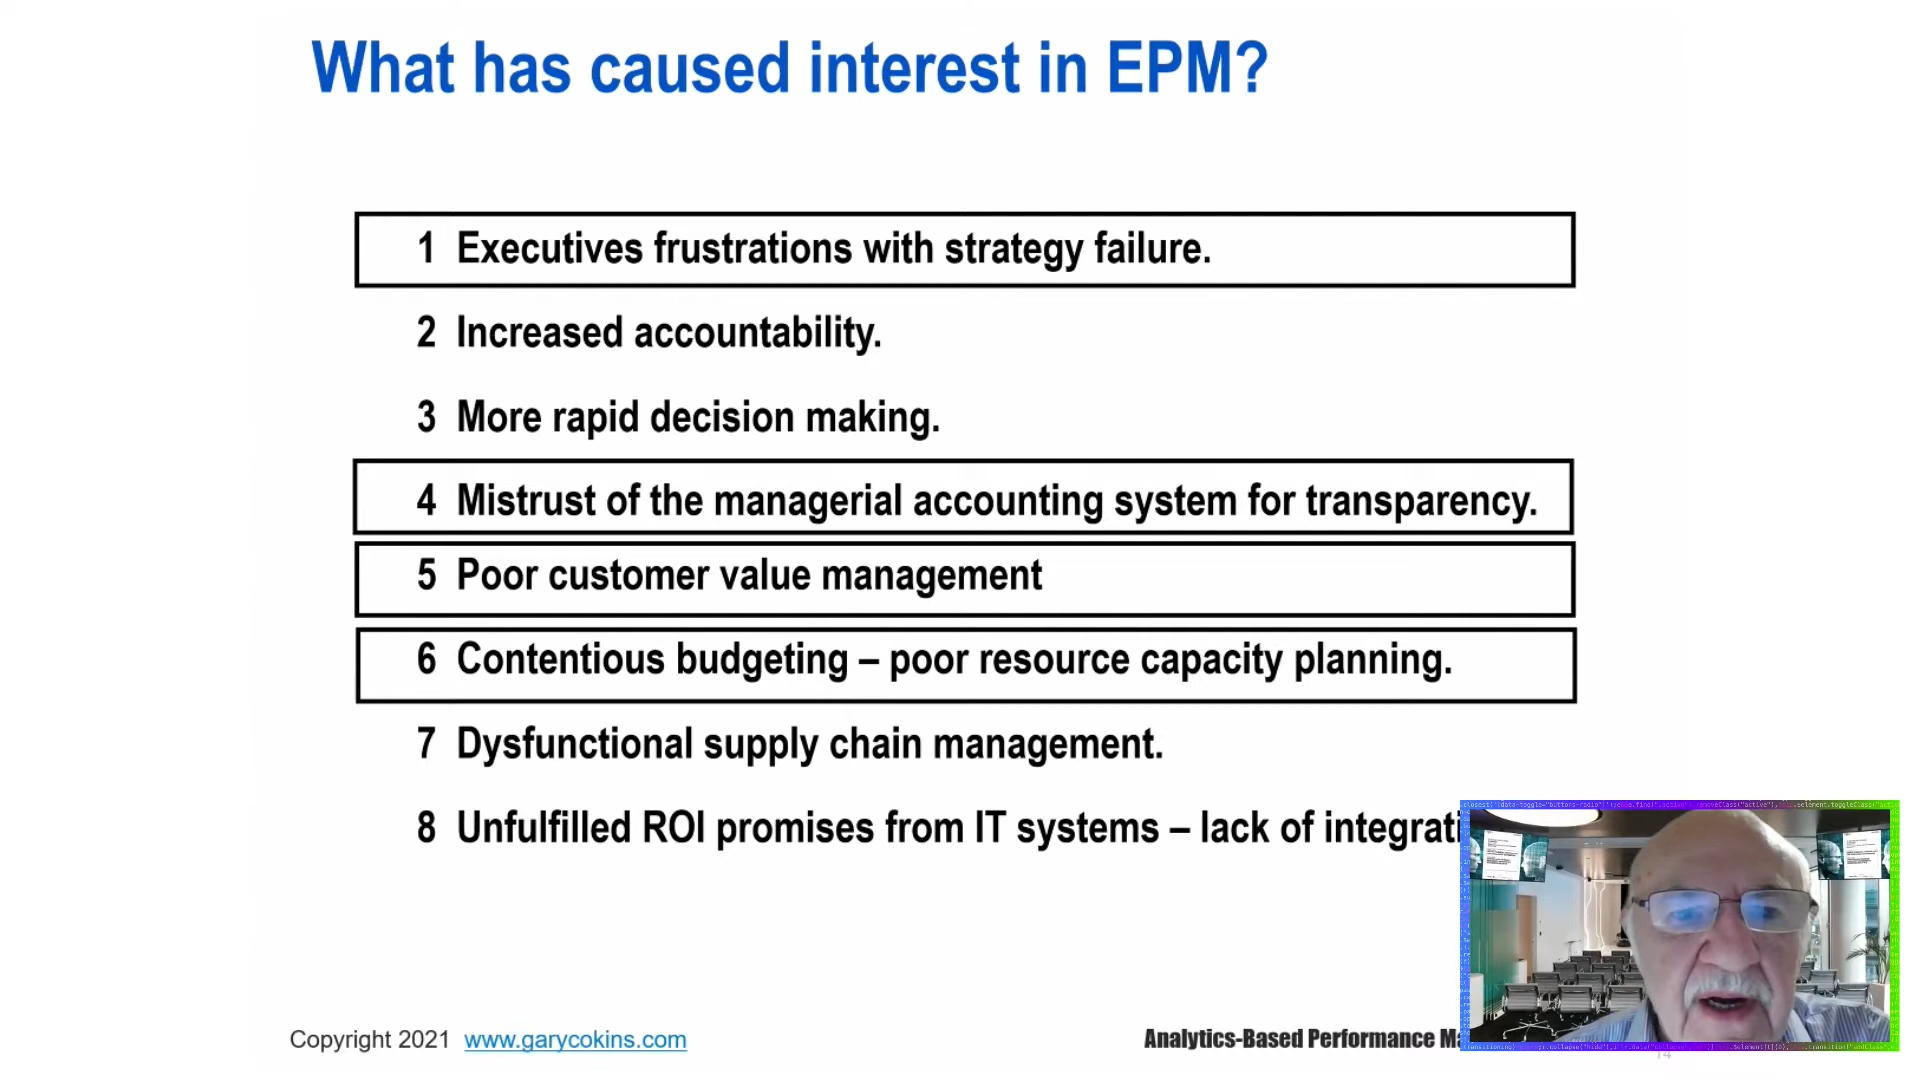 What has caused interest in EPM?
1 Executives frustrations with strategy failure.
2 Increased accountability.
3 More rapid decision making.
4 Mistrust of the managerial accounting system for transparency.
5 Poor customer value management
6 Contentious budgeting – poor resource capacity planning.
7 Dysfunctional supply chain management.
8 Unfulfilled ROI promises from IT systems – lack of
Copyright 2021 www.garycokins.com
Analytics-Based Performance
14